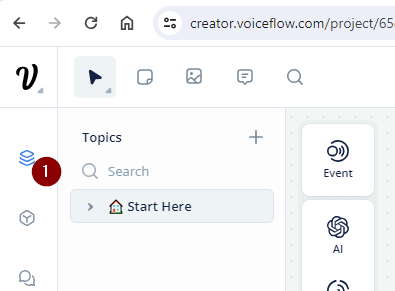 creator.voiceflow.com/project/65
Topics
Search
1
Start Here
Event
AI